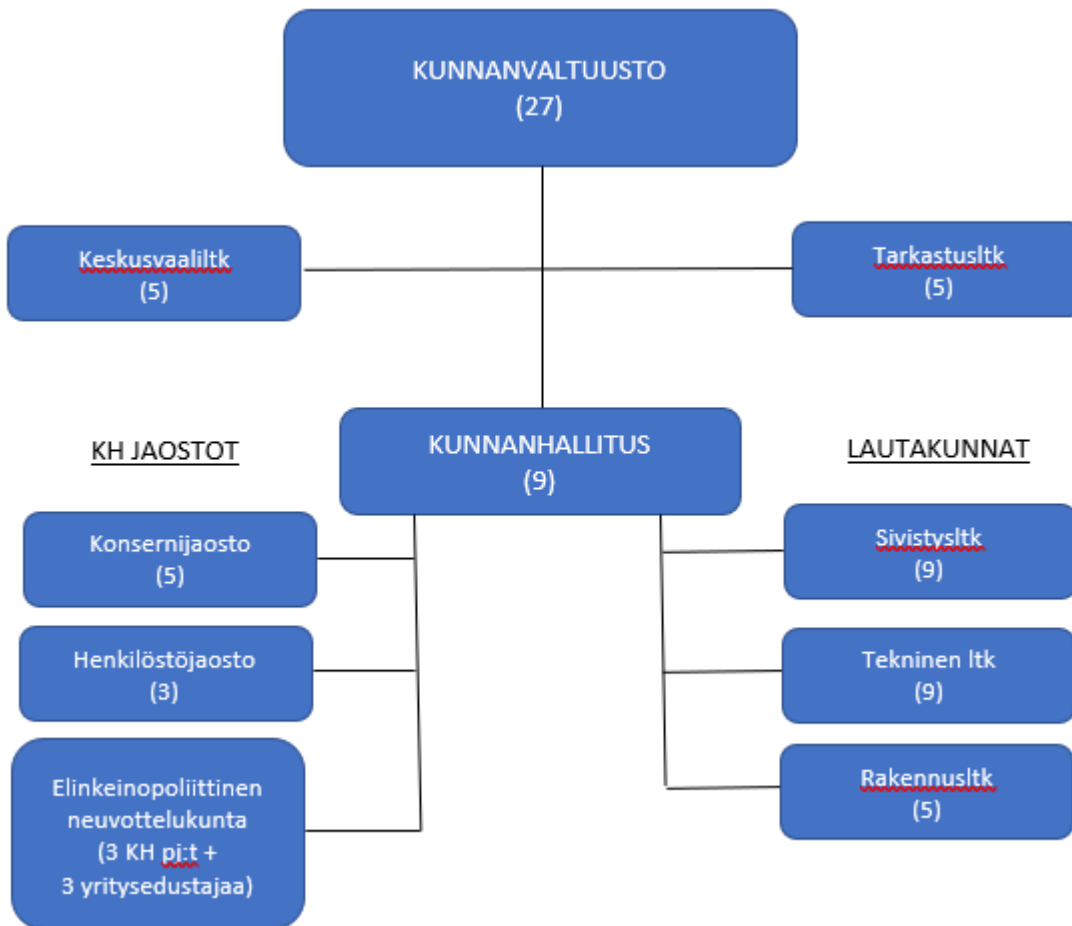 KUNNANVALTUUSTO
(27)
Keskusvaaliltk
(5)
Tarkastusltk
(5)
KUNNANHALLITUS
(9)
KH JAOSTOT
Konsernijaosto
(5)
Henkilöstöjaosto
(3)
Elinkeinopoliittinen
neuvottelukunta
(3 KH pj:t +
3 yritysedustajaa)
LAUTAKUNNAT
Sivistysltk
(9)
Tekninen ltk
(9)
Rakennusltk
(5)